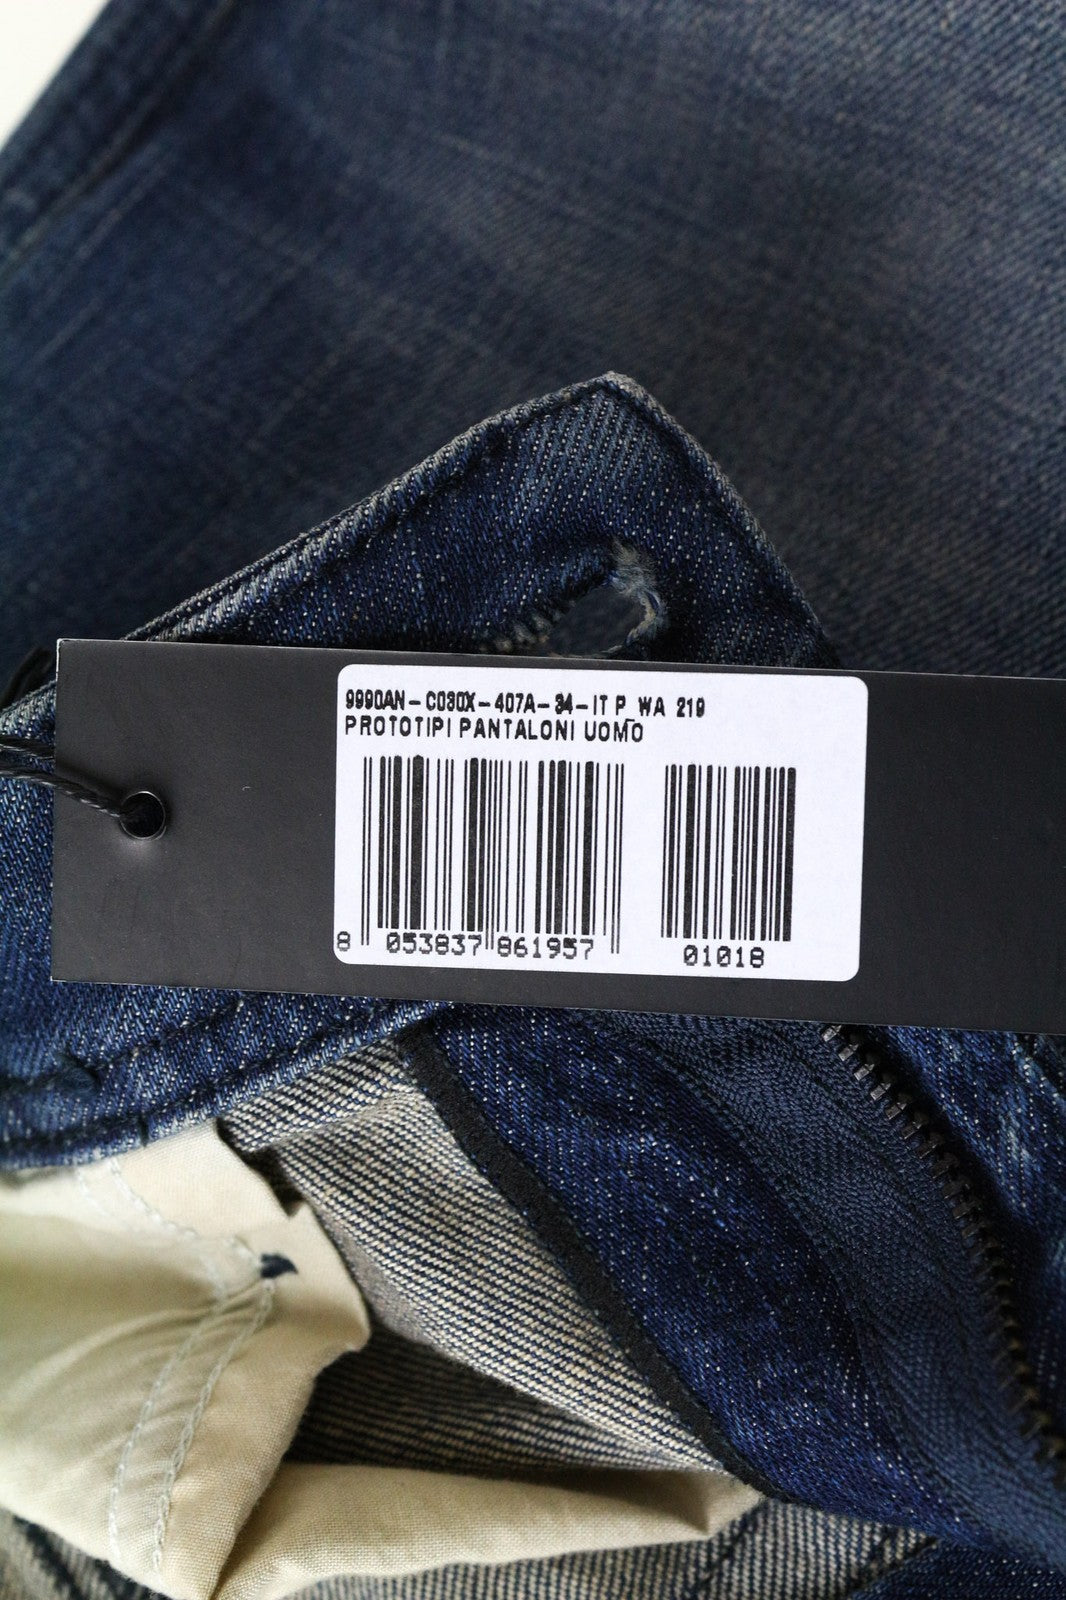 9990AN-C030X-407A-34-IT P WA 219
PROTOTIPI PANTALONI UOMO
8 053837 861957
01018